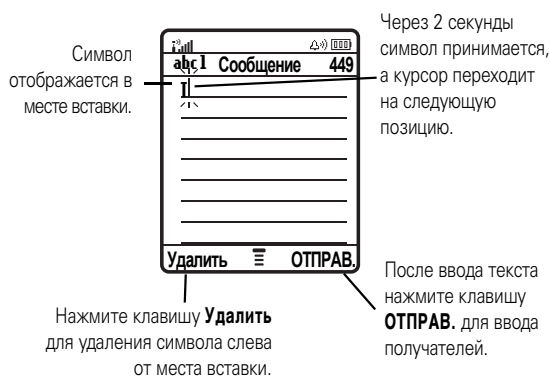 Символ
отображается в
месте вставки.
Через 2 секунды
символ принимается,
а курсор переходит
на следующую
позицию.
abc1 Сообщение 449
I
Удалить ОТПРАВ.
Нажмите клавишу Удалить
для удаления символа слева
от места вставки.
После ввода текста
нажмите клавишу
ОТПРАВ. для ввода
получателей.